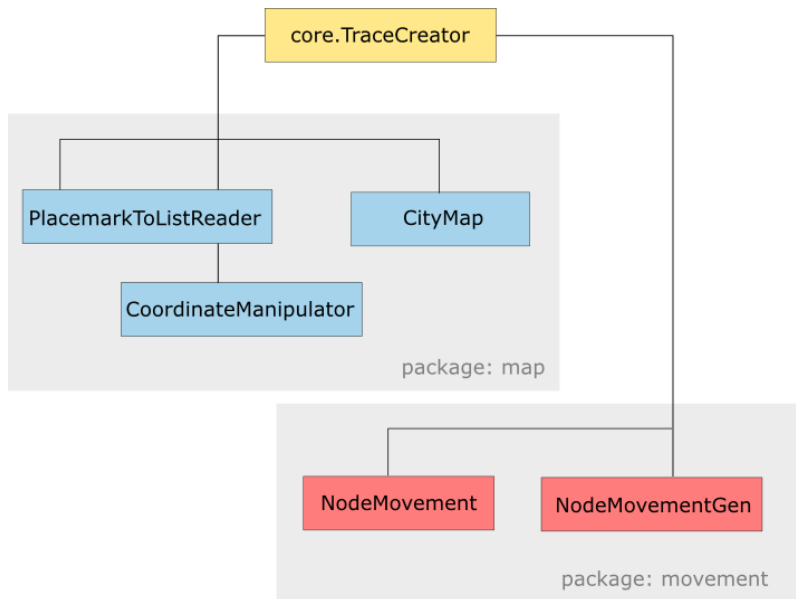 core.TraceCreator
PlacemarkToListReader
CityMap
CoordinateManipulator
package: map
NodeMovement
NodeMovementGen
package: movement